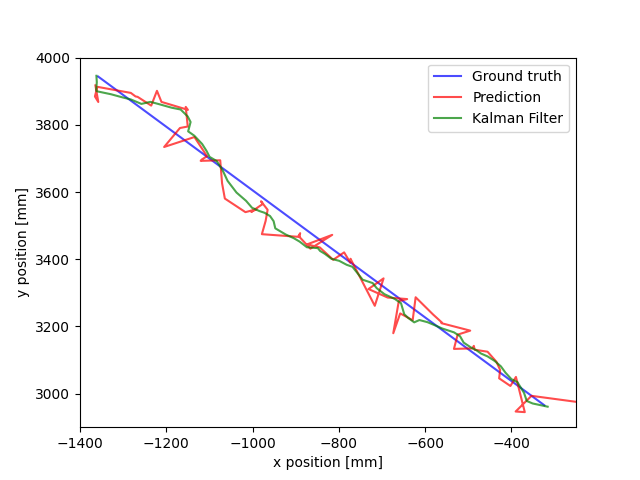 4000
3800
3600
3400
3200
3000
y position [mm]
−1400
−1200
−1000
−800
−600
−400
x position [mm]
Ground truth
Prediction
Kalman Filter